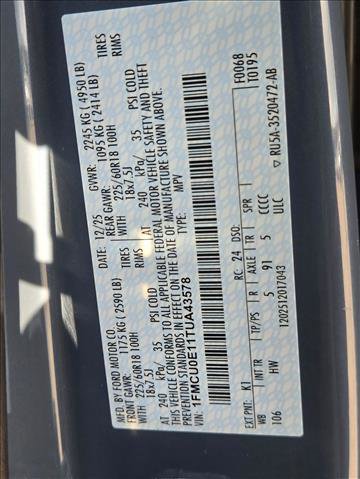 MFD. BY FORD MOTOR CO.
DATE: 12/25 GVWR: 2245 KG ( 4950 LB)
FRONT GAWR: 1175 KG ( 2590 LB) REAR GAWR: 1095 KG ( 2414 LB)
WITH 225/60R18 100H TIRES WITH 225/60R18 100H TIRES
18x7.5J RIMS 18x7.5J RIMS
AT 240 kPa/ 35 PSI COLD AT 240 kPa/ 35 PSI COLD
THIS VEHICLE CONFORMS TO ALL APPLICABLE FEDERAL MOTOR VEHICLE SAFETY AND THEFT
PREVENTION STANDARDS IN EFFECT ON THE DATE OF MANUFACTURE SHOWN ABOVE.
VIN: 1FMCU0E11TUA43578
TYPE: MPV
F0068
T0195
EXT PNT: K1 RC: 24 DSO:
WB INT TR TP/PS R AXLE TR SPR
106 HW 5 91 5 CCCC
1202512017043 ULC
▽ RU5A-3520472-AB